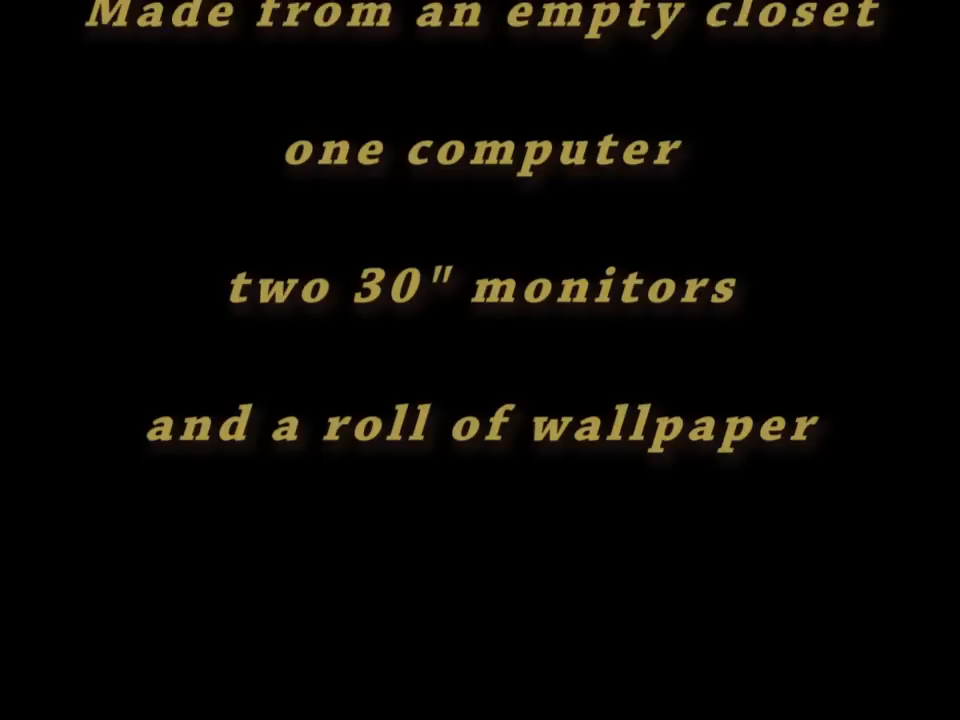 Made from an empty closet
one computer
two 30" monitors
and a roll of wallpaper